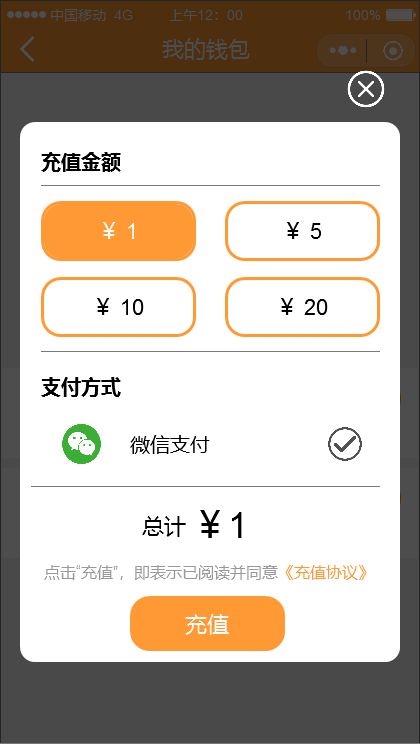 中国移动 4G 上午12：00 100%
我的钱包
充值金额
¥ 1 ¥ 5
¥ 10 ¥ 20
支付方式
微信支付
总计 ¥ 1
点击“充值”，即表示已阅读并同意《充值协议》
充值